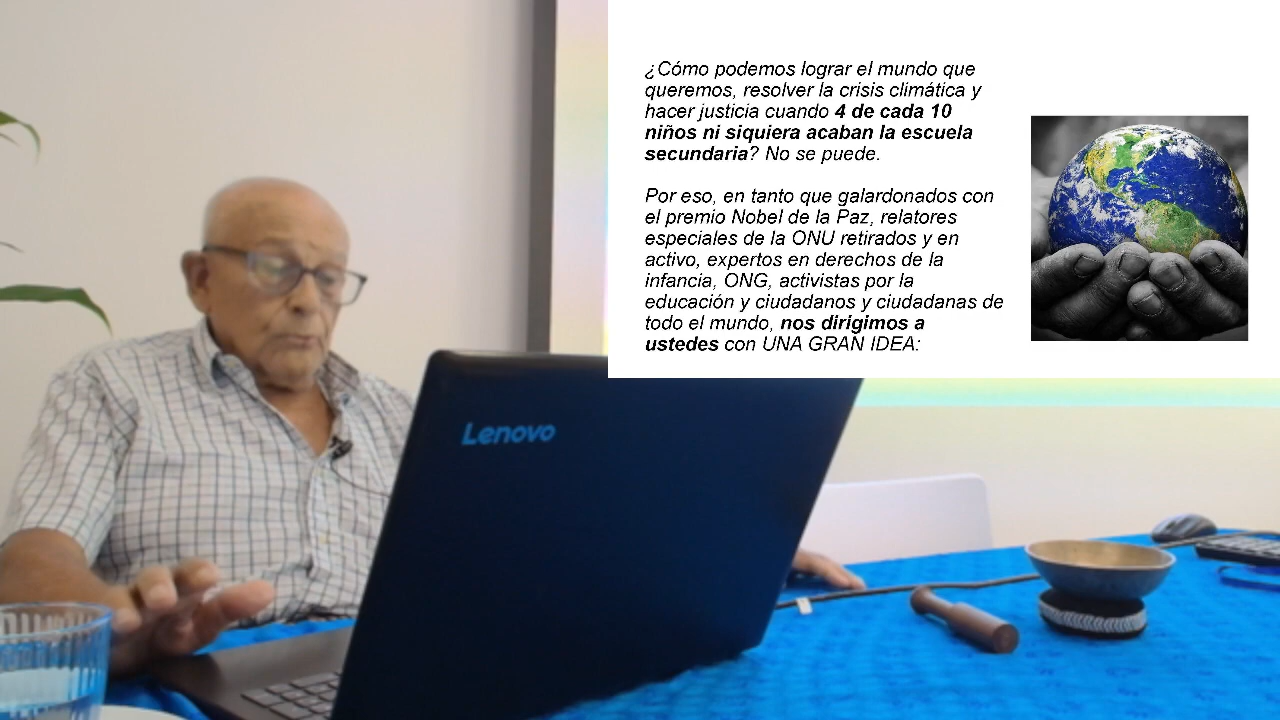 ¿Cómo podemos lograr el mundo que
queremos, resolver la crisis climática y
hacer justicia cuando 4 de cada 10
niños ni siquiera acaban la escuela
secundaria? No se puede.
Por eso, en tanto que galardonados con
el premio Nobel de la Paz, relatores
especiales de la ONU retirados y en
activo, expertos en derechos de la
infancia, ONG, activistas por la
educación y ciudadanos y ciudadanas de
todo el mundo, nos dirigimos a
ustedes con UNA GRAN IDEA:
Lenovo